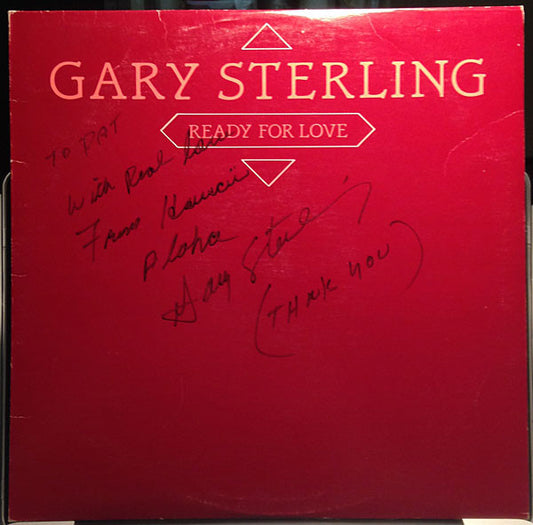 GARY STERLING
READY FOR LOVE
TO PAT
With Real Love
From Hawaii
Aloha
Gary Sterling
(THANK YOU)